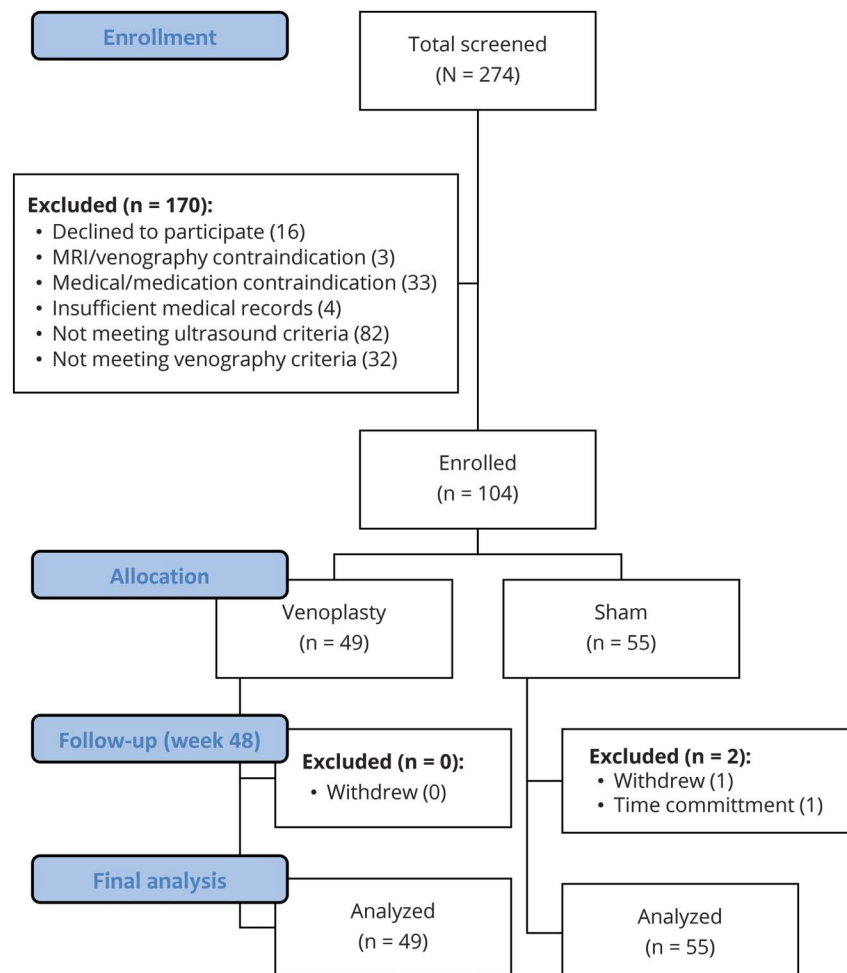 Enrollment
Total screened
(N = 274)
Excluded (n = 170):
• Declined to participate (16)
• MRI/venography contraindication (3)
• Medical/medication contraindication (33)
• Insufficient medical records (4)
• Not meeting ultrasound criteria (82)
• Not meeting venography criteria (32)
Enrolled
(n = 104)
Allocation
Venoplasty
(n = 49)
Sham
(n = 55)
Follow-up (week 48)
Excluded (n = 0):
• Withdrew (0)
Excluded (n = 2):
• Withdrew (1)
• Time committment (1)
Final analysis
Analyzed
(n = 49)
Analyzed
(n = 55)